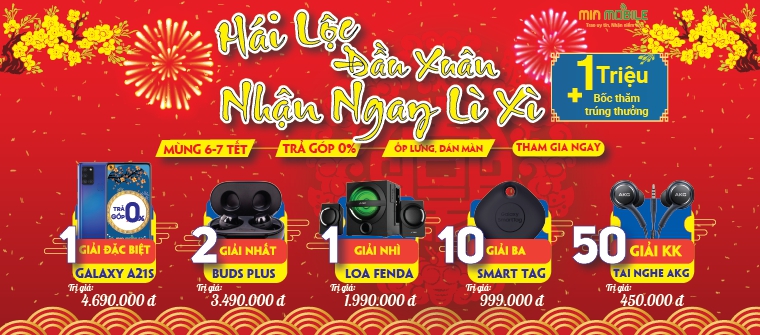 MIN MOBILE
Hái Lộc
Đầu Xuân
Nhận Ngay Lì Xì
+1 Triệu
Bốc thăm
trúng thưởng
MÙNG 6-7 TẾT
TRẢ GÓP 0%
ỐP LƯNG, DÁN MÀN
THAM GIA NGAY
TRẢ GÓP 0%
1 GIẢI ĐẶC BIỆT
GALAXY A21S
Trị giá:
4.690.000 đ
2 GIẢI NHẤT
BUDS PLUS
Trị giá:
3.490.000 đ
1 GIẢI NHÌ
LOA FENDA
Trị giá:
1.990.000 đ
10 GIẢI BA
SMART TAG
Trị giá:
999.000 đ
AKG
AKG
50 GIẢI KK
TAI NGHE AKG
Trị giá:
450.000 đ